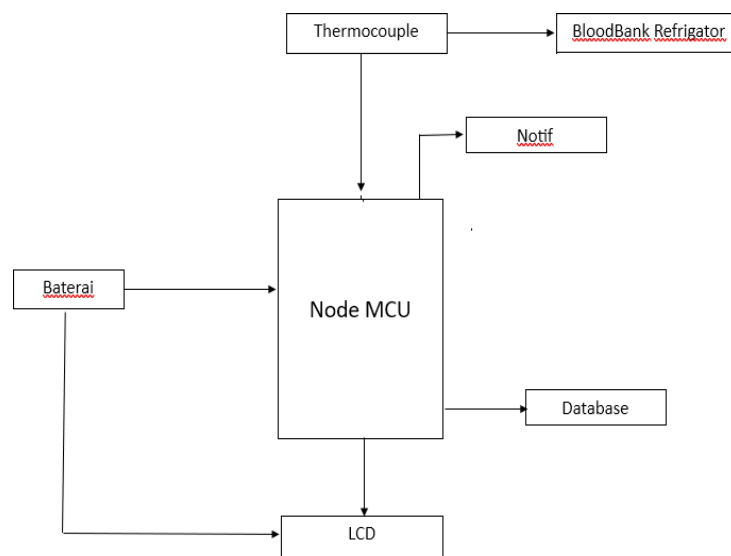 Thermocouple
BloodBank Refrigator
Notif
Baterai
Node MCU
Database
LCD